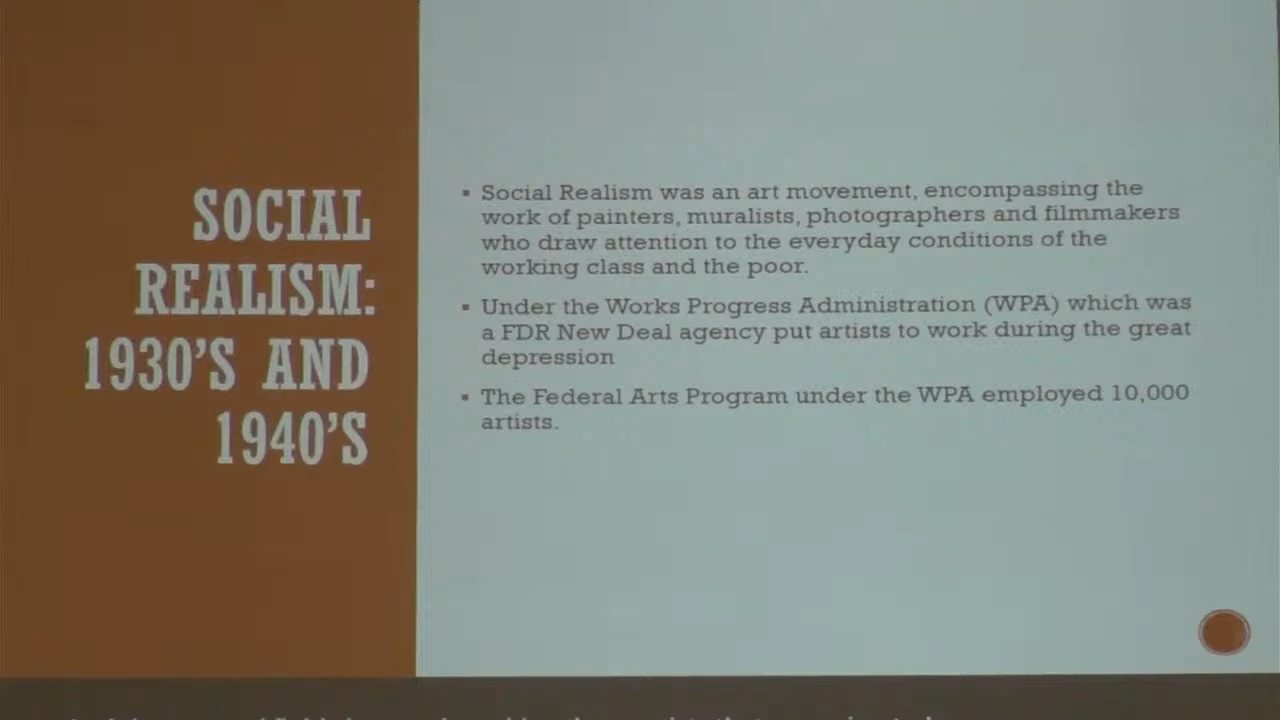 SOCIAL
REALISM:
1930'S AND
1940'S
▪ Social Realism was an art movement, encompassing the
work of painters, muralists, photographers and filmmakers
who draw attention to the everyday conditions of the
working class and the poor.
▪ Under the Works Progress Administration (WPA) which was
a FDR New Deal agency put artists to work during the great
depression
▪ The Federal Arts Program under the WPA employed 10,000
artists.